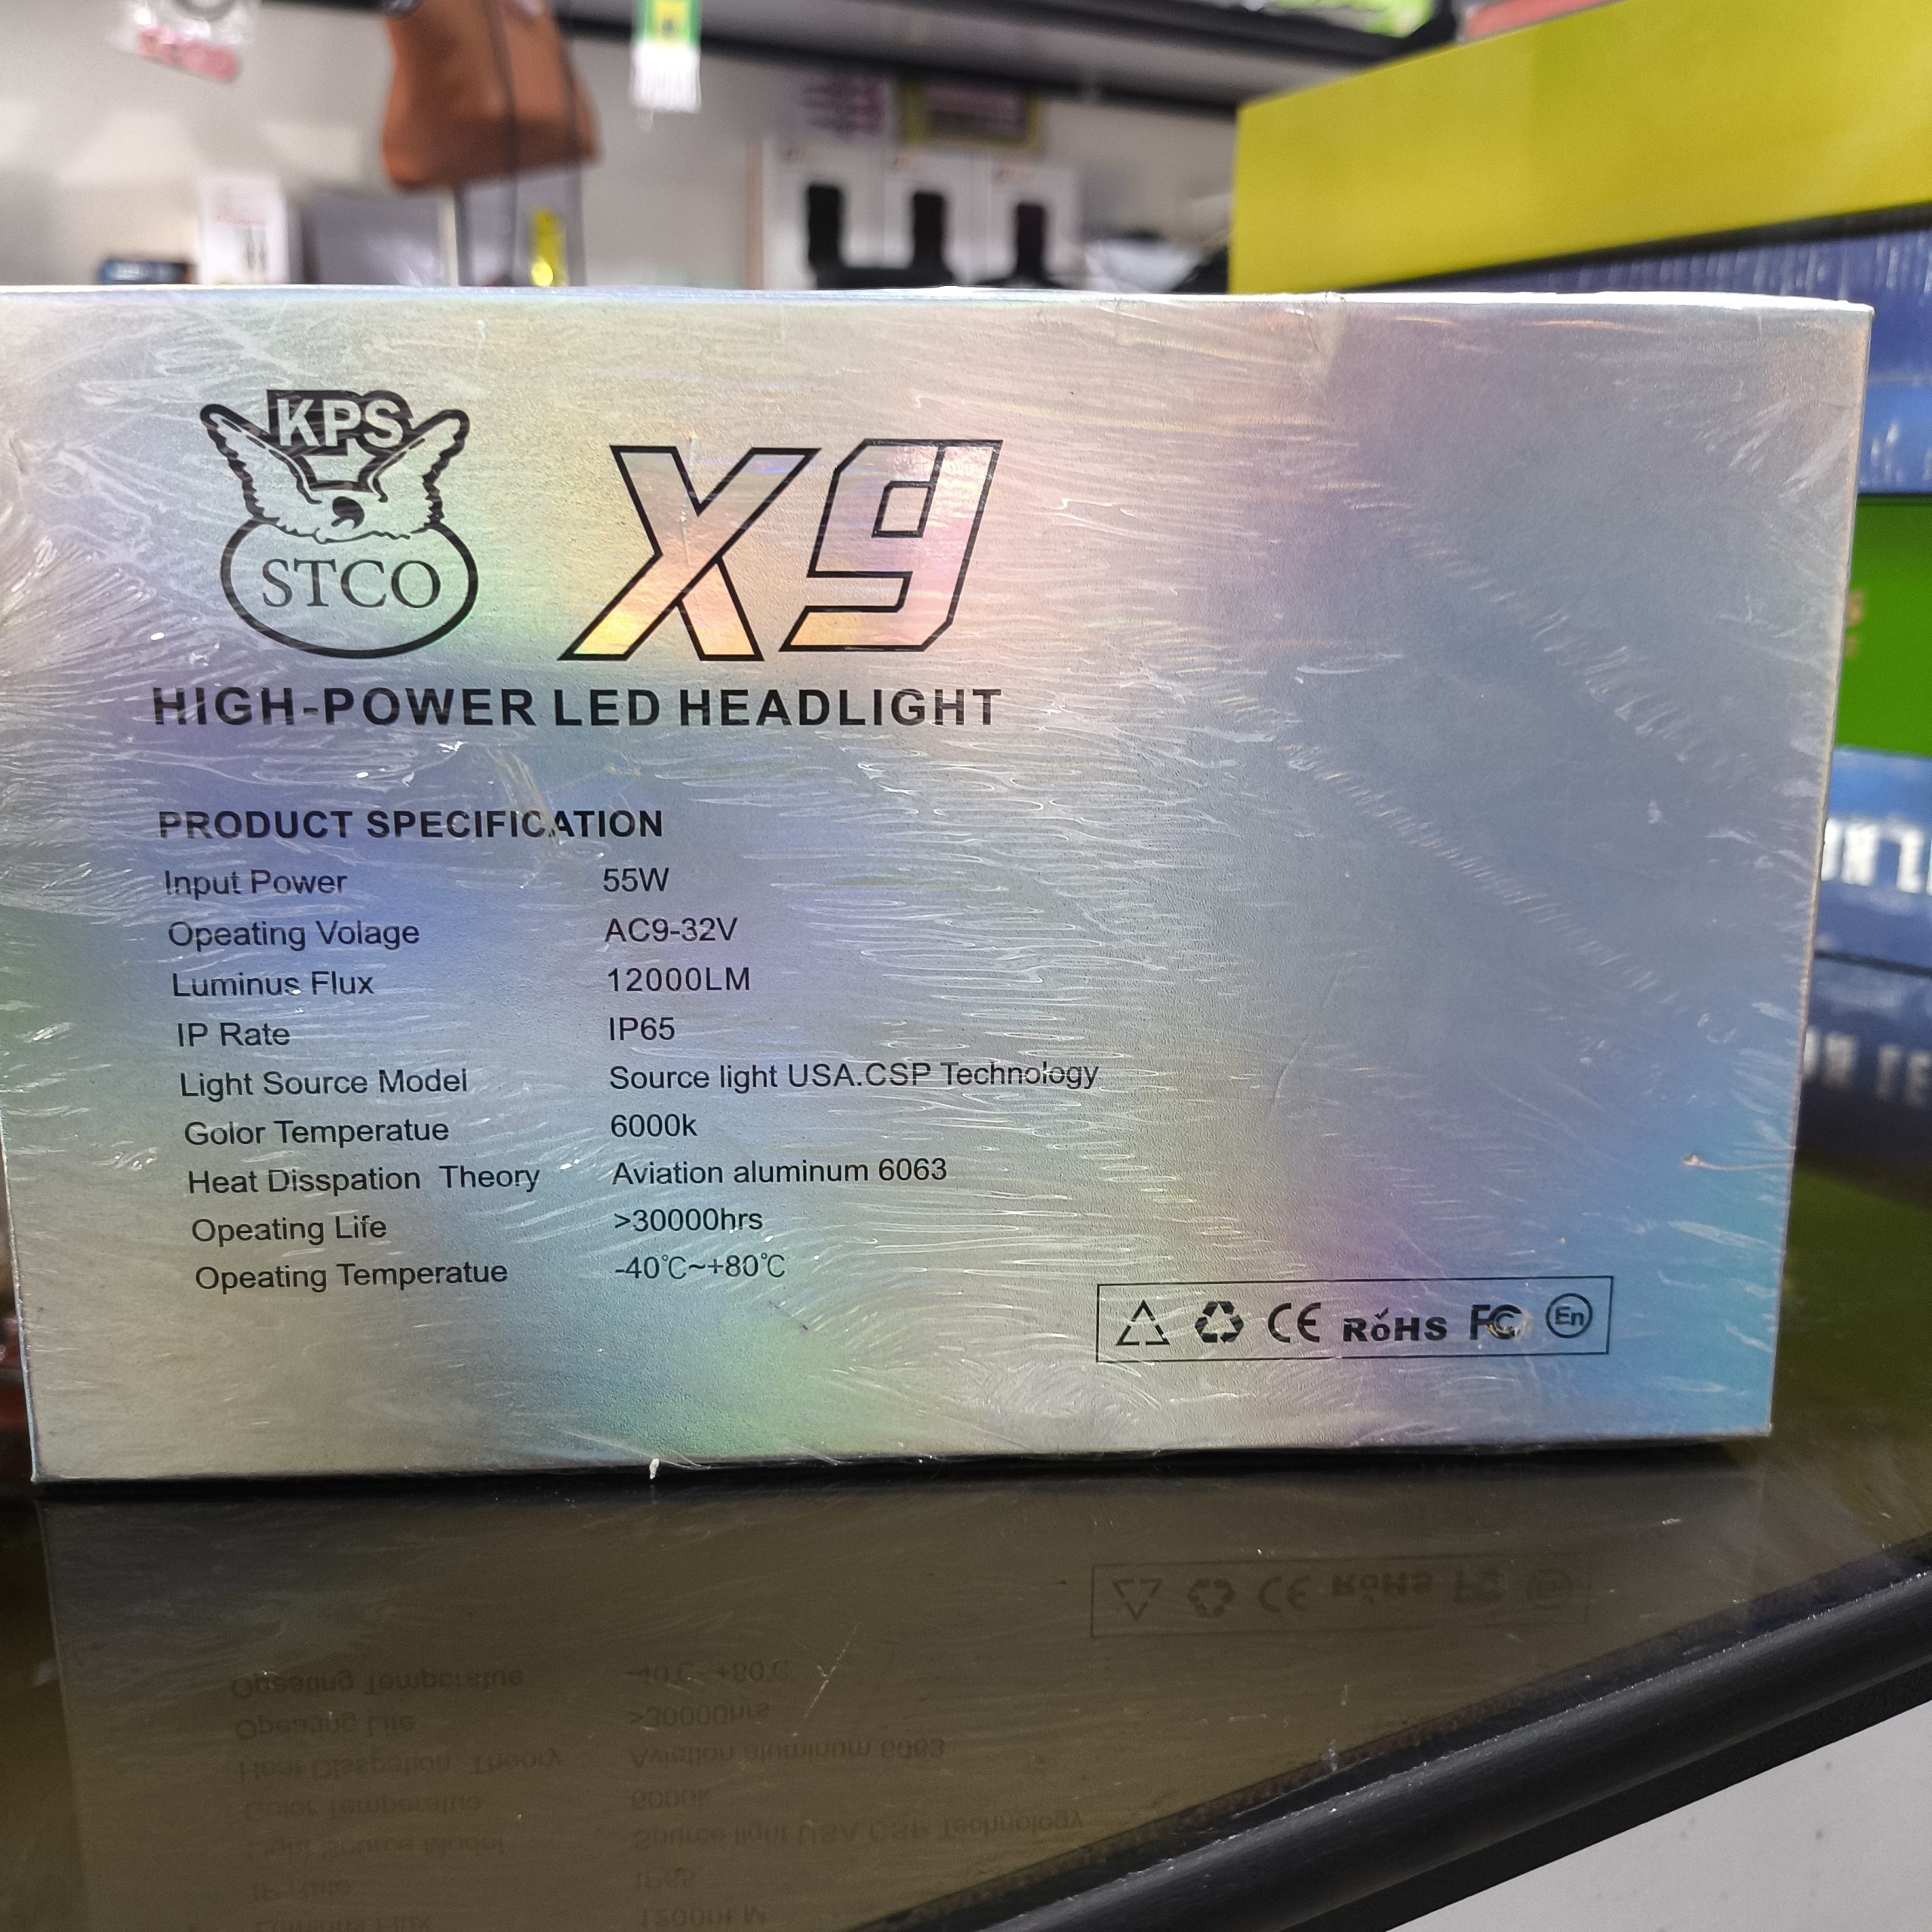 KPS
STCO
X9
HIGH-POWER LED HEADLIGHT
PRODUCT SPECIFICATION
Input Power 55W
Opeating Volage AC9-32V
Luminus Flux 12000LM
IP Rate IP65
Light Source Model Source light USA.CSP Technology
Golor Temperatue 6000k
Heat Disspation Theory Aviation aluminum 6063
Opeating Life >30000hrs
Opeating Temperatue -40℃~+80℃
CE RoHS FC En